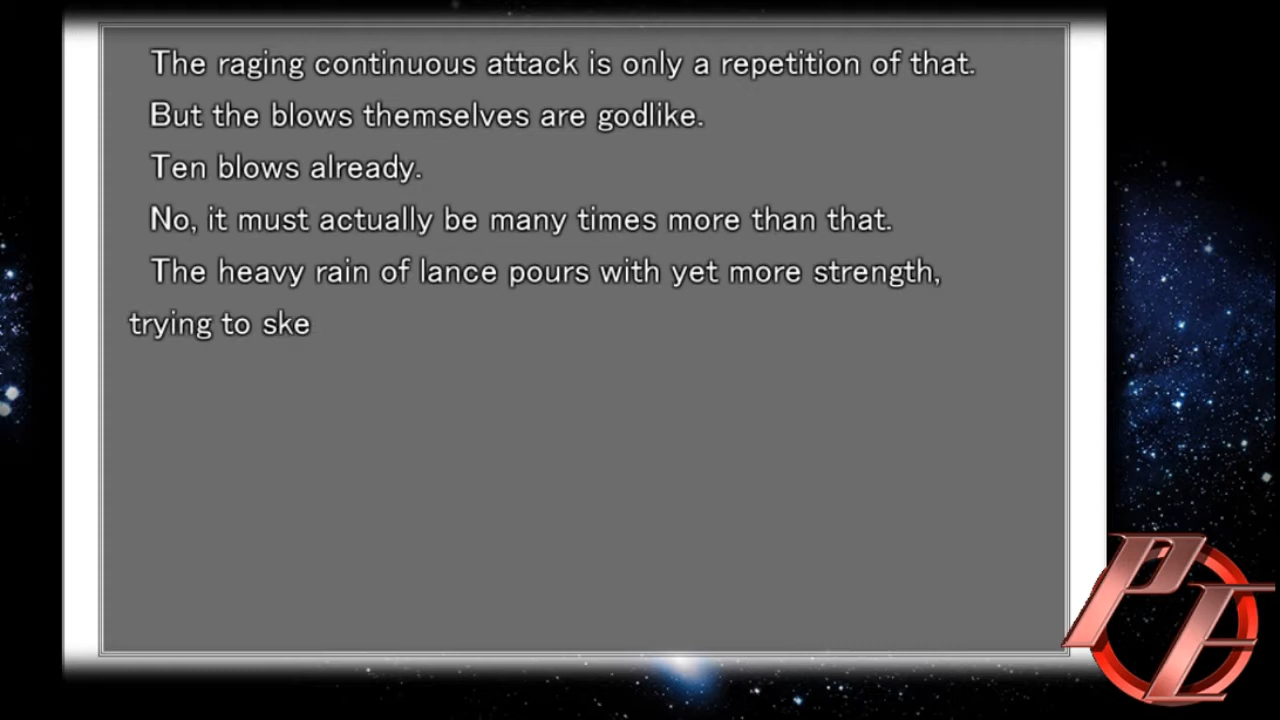 The raging continuous attack is only a repetition of that.
But the blows themselves are godlike.
Ten blows already.
No, it must actually be many times more than that.
The heavy rain of lance pours with yet more strength,
trying to ske
PE